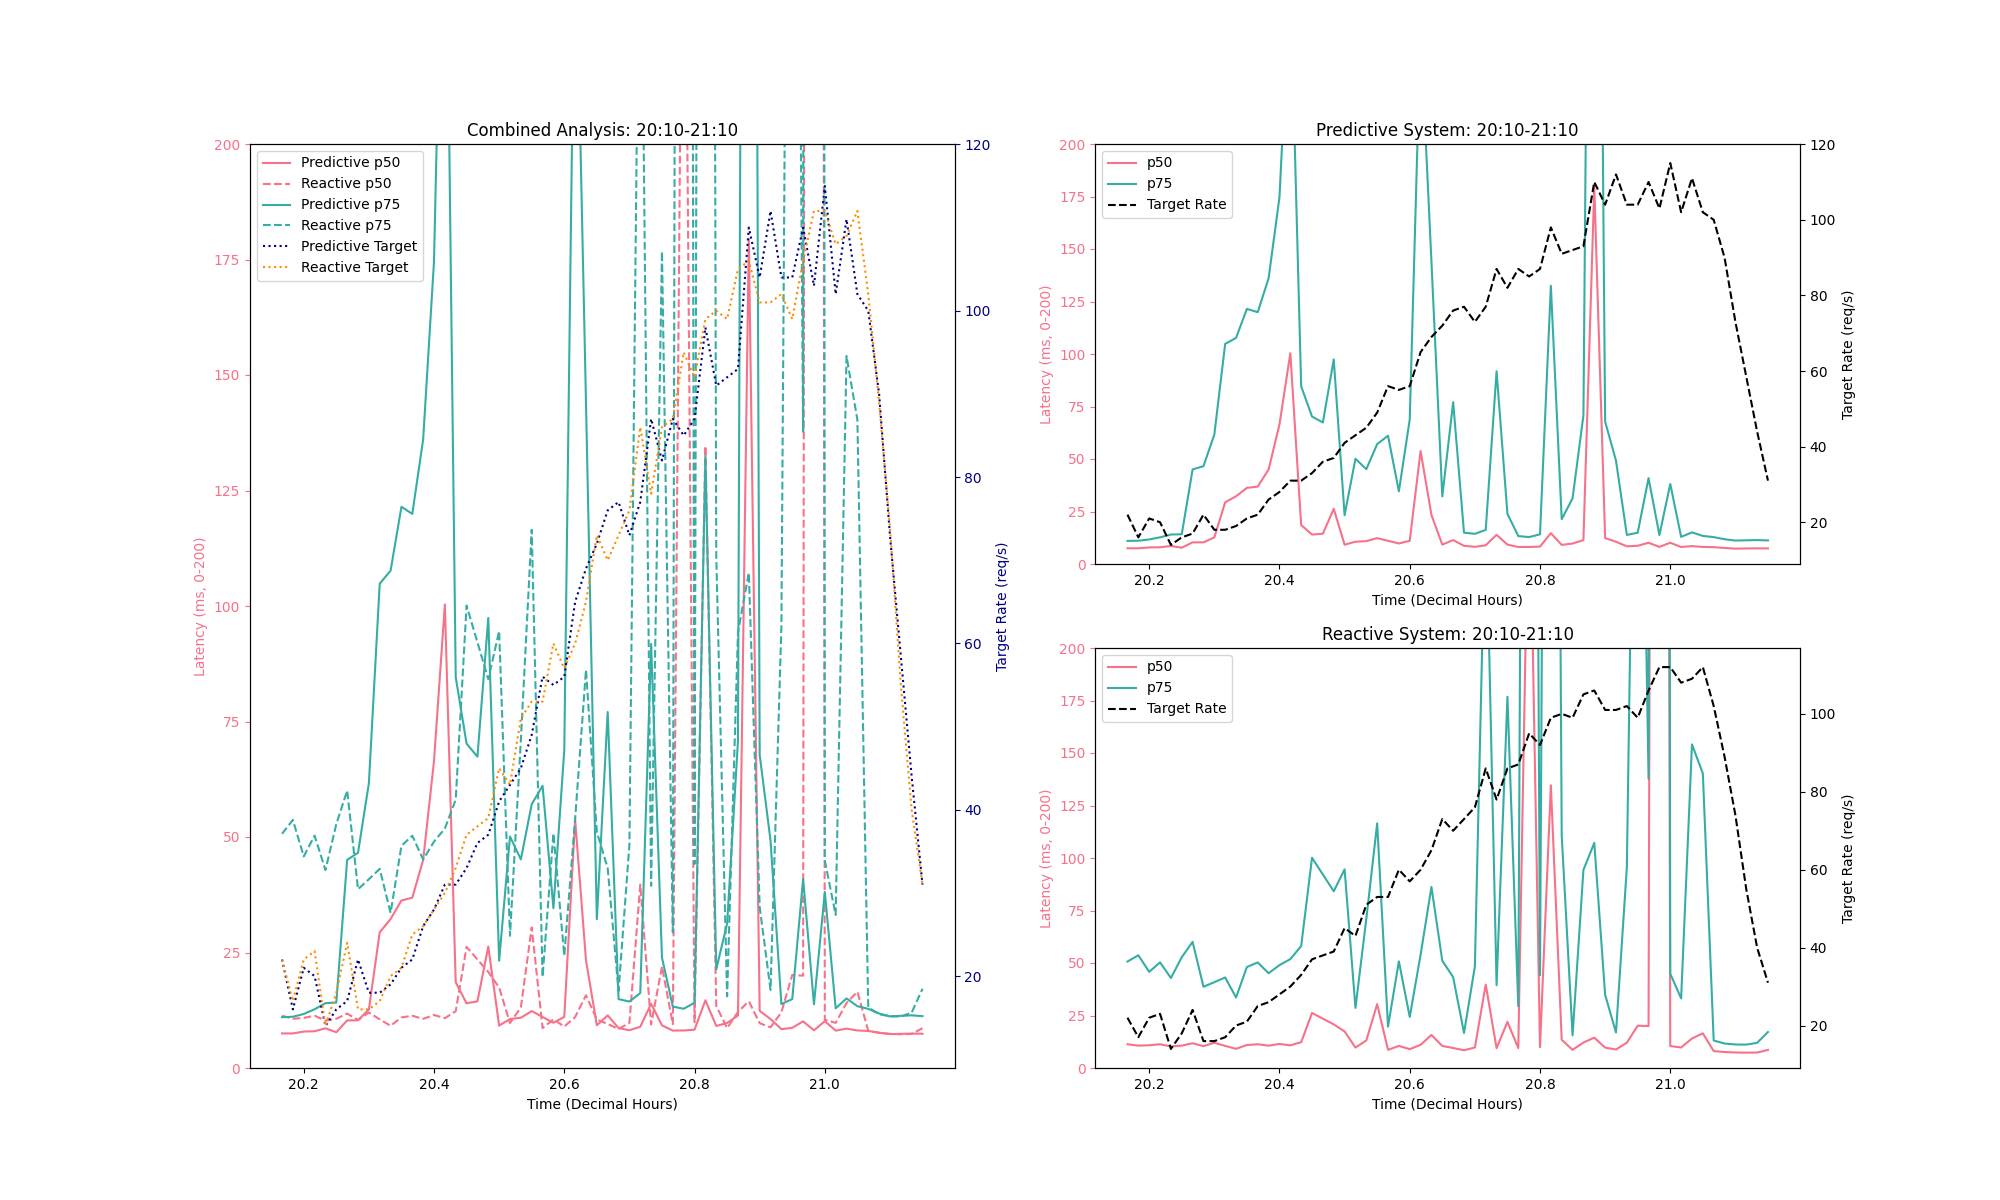 Combined Analysis: 20:10-21:10
Predictive p50
Reactive p50
Predictive p75
Reactive p75
Predictive Target
Reactive Target
200
175
150
125
100
75
50
25
0
Latency (ms, 0-200)
120
100
80
60
40
20
Target Rate (req/s)
20.2 20.4 20.6 20.8 21.0
Time (Decimal Hours)
Predictive System: 20:10-21:10
p50
p75
Target Rate
200
175
150
125
100
75
50
25
0
Latency (ms, 0-200)
120
100
80
60
40
20
Target Rate (req/s)
20.2 20.4 20.6 20.8 21.0
Time (Decimal Hours)
Reactive System: 20:10-21:10
p50
p75
Target Rate
200
175
150
125
100
75
50
25
0
Latency (ms, 0-200)
100
80
60
40
20
Target Rate (req/s)
20.2 20.4 20.6 20.8 21.0
Time (Decimal Hours)